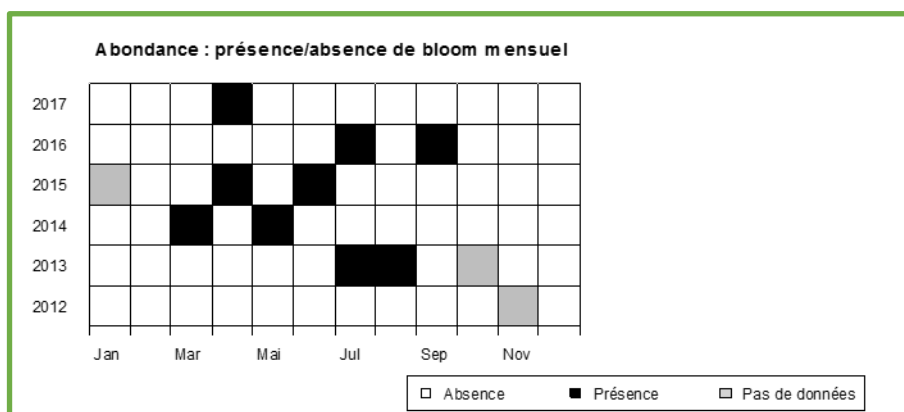 Abondance : présence/absence de bloom mensuel
2017
2016
2015
2014
2013
2012
Jan Mar Mai Jul Sep Nov
Absence Présence Pas de données